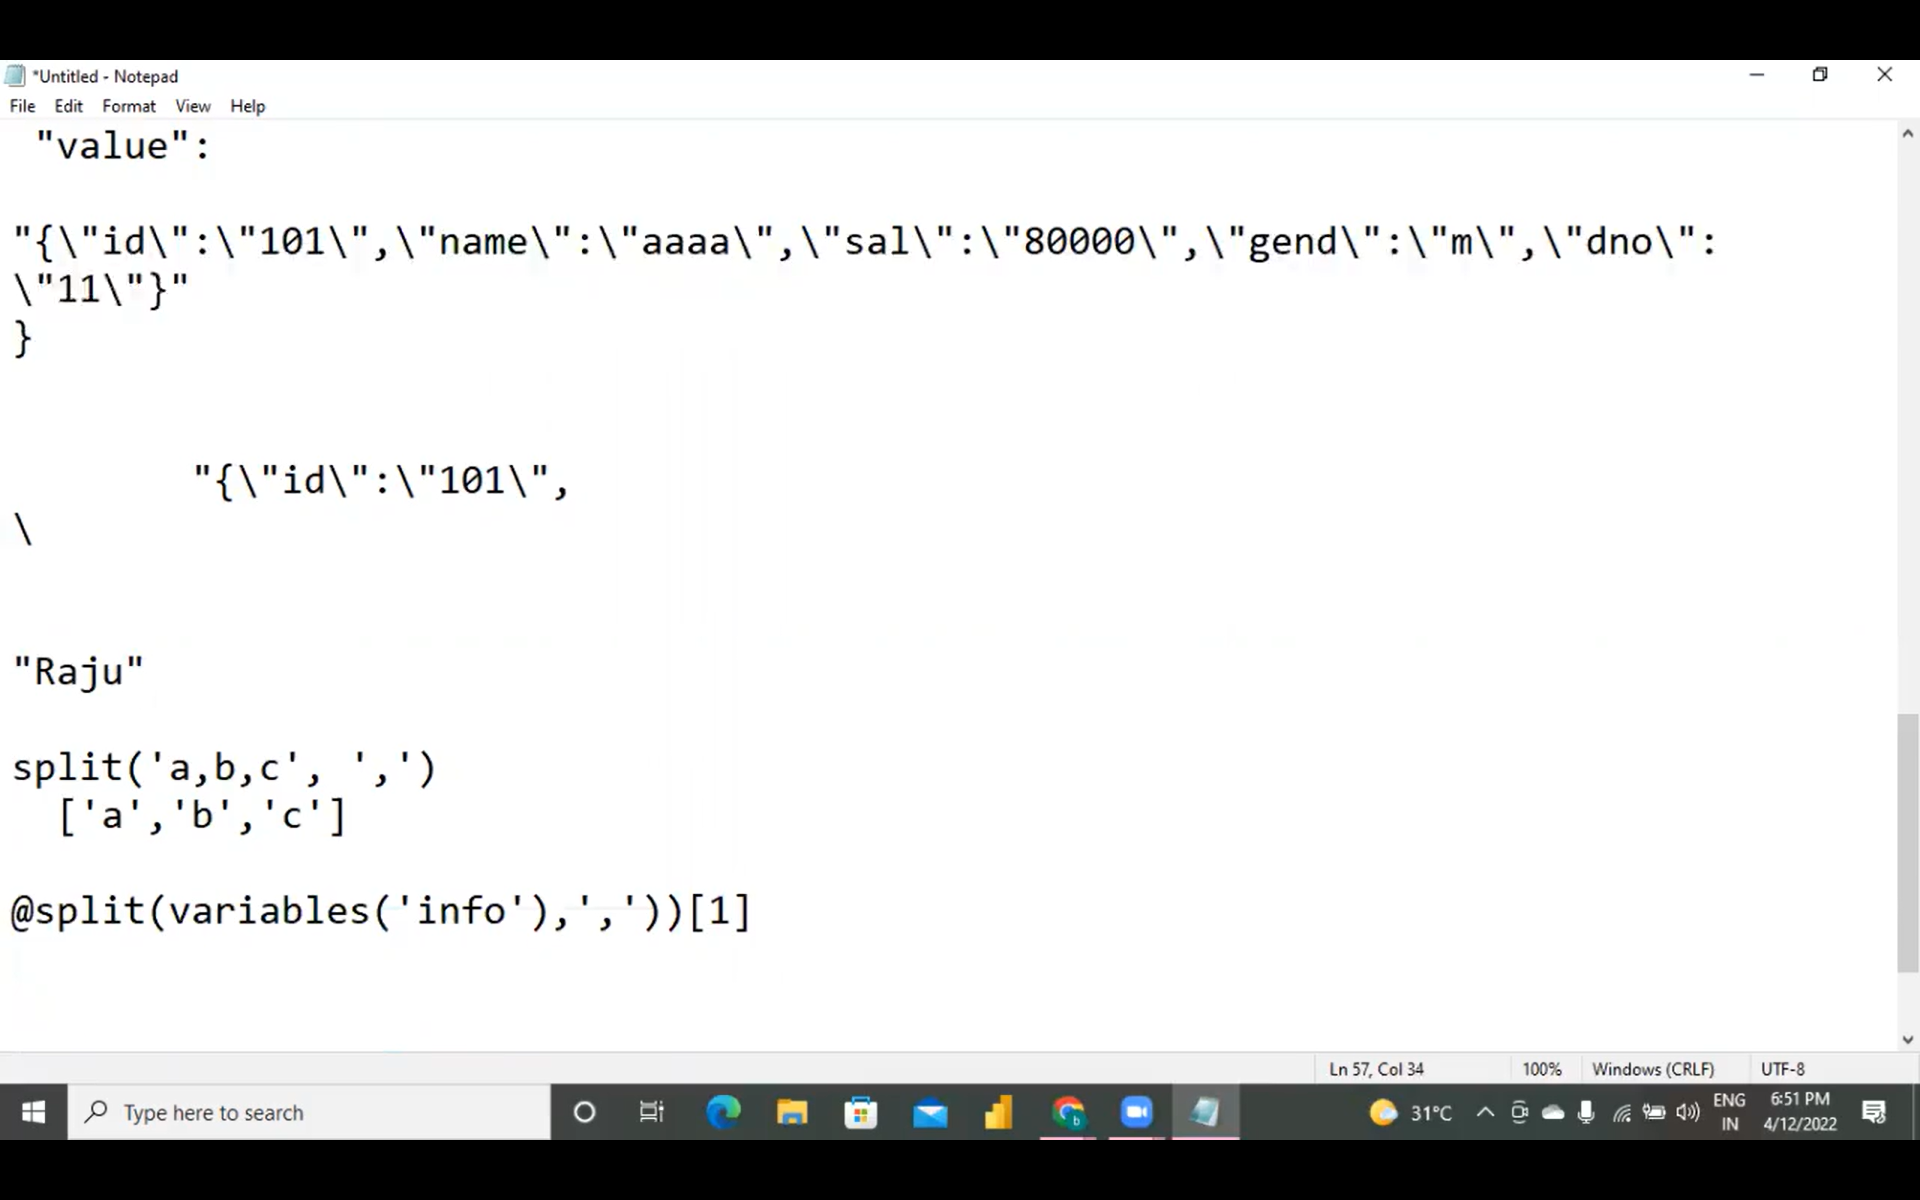 *Untitled - Notepad
File Edit Format View Help
"value":
"{\"id\":\"101\",\"name\":\"aaaa\",\"sal\":\"80000\",\"gend\":\"m\",\"dno\":
\"11\"}"
}
"{\"id\":\"101\",
\
"Raju"
split('a,b,c', ',')
['a','b','c']
@split(variables('info'),','))[1]
Ln 57, Col 34 100% Windows (CRLF) UTF-8
Type here to search 31°C ENG 6:51 PM
IN 4/12/2022